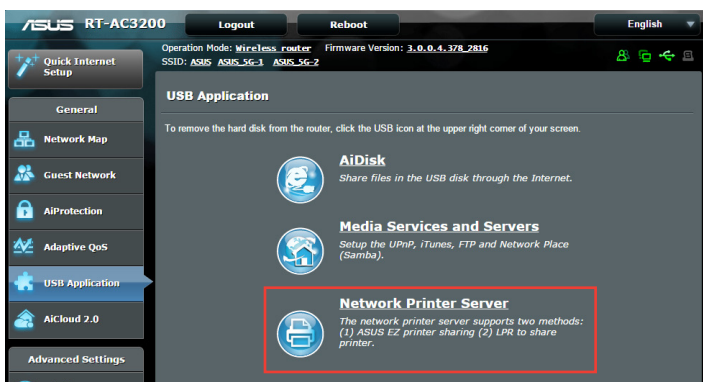 ASUS RT-AC3200 Logout Reboot English
Quick Internet Setup
Operation Mode: Wireless router Firmware Version: 3.0.0.4.378_2816
SSID: ASUS ASUS_5G-1 ASUS_5G-2
General
Network Map
Guest Network
AiProtection
Adaptive QoS
USB Application
AiCloud 2.0
Advanced Settings
USB Application
To remove the hard disk from the router, click the USB icon at the upper right corner of your screen.
AiDisk
Share files in the USB disk through the Internet.
Media Services and Servers
Setup the UPnP, iTunes, FTP and Network Place
(Samba).
Network Printer Server
The network printer server supports two methods:
(1) ASUS EZ printer sharing (2) LPR to share
printer.